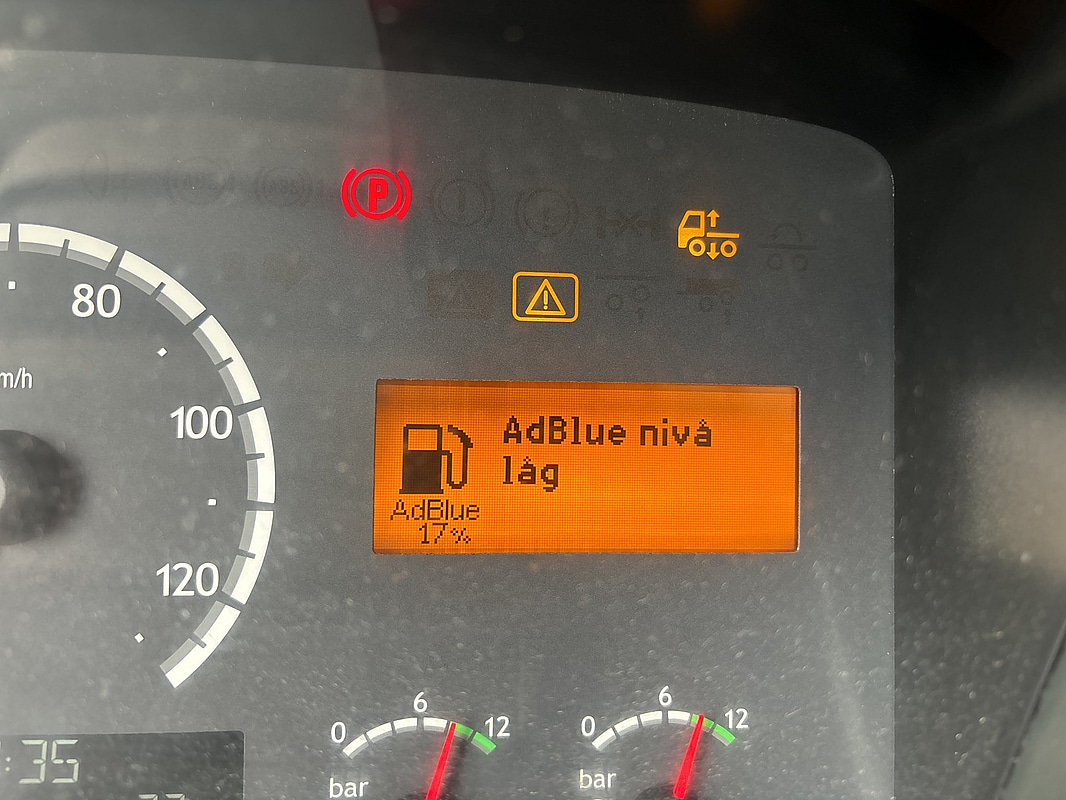 P
80
m/h
100
120
AdBlue nivå
låg
AdBlue
17%
:35
0
6
12
bar
0
6
12
bar